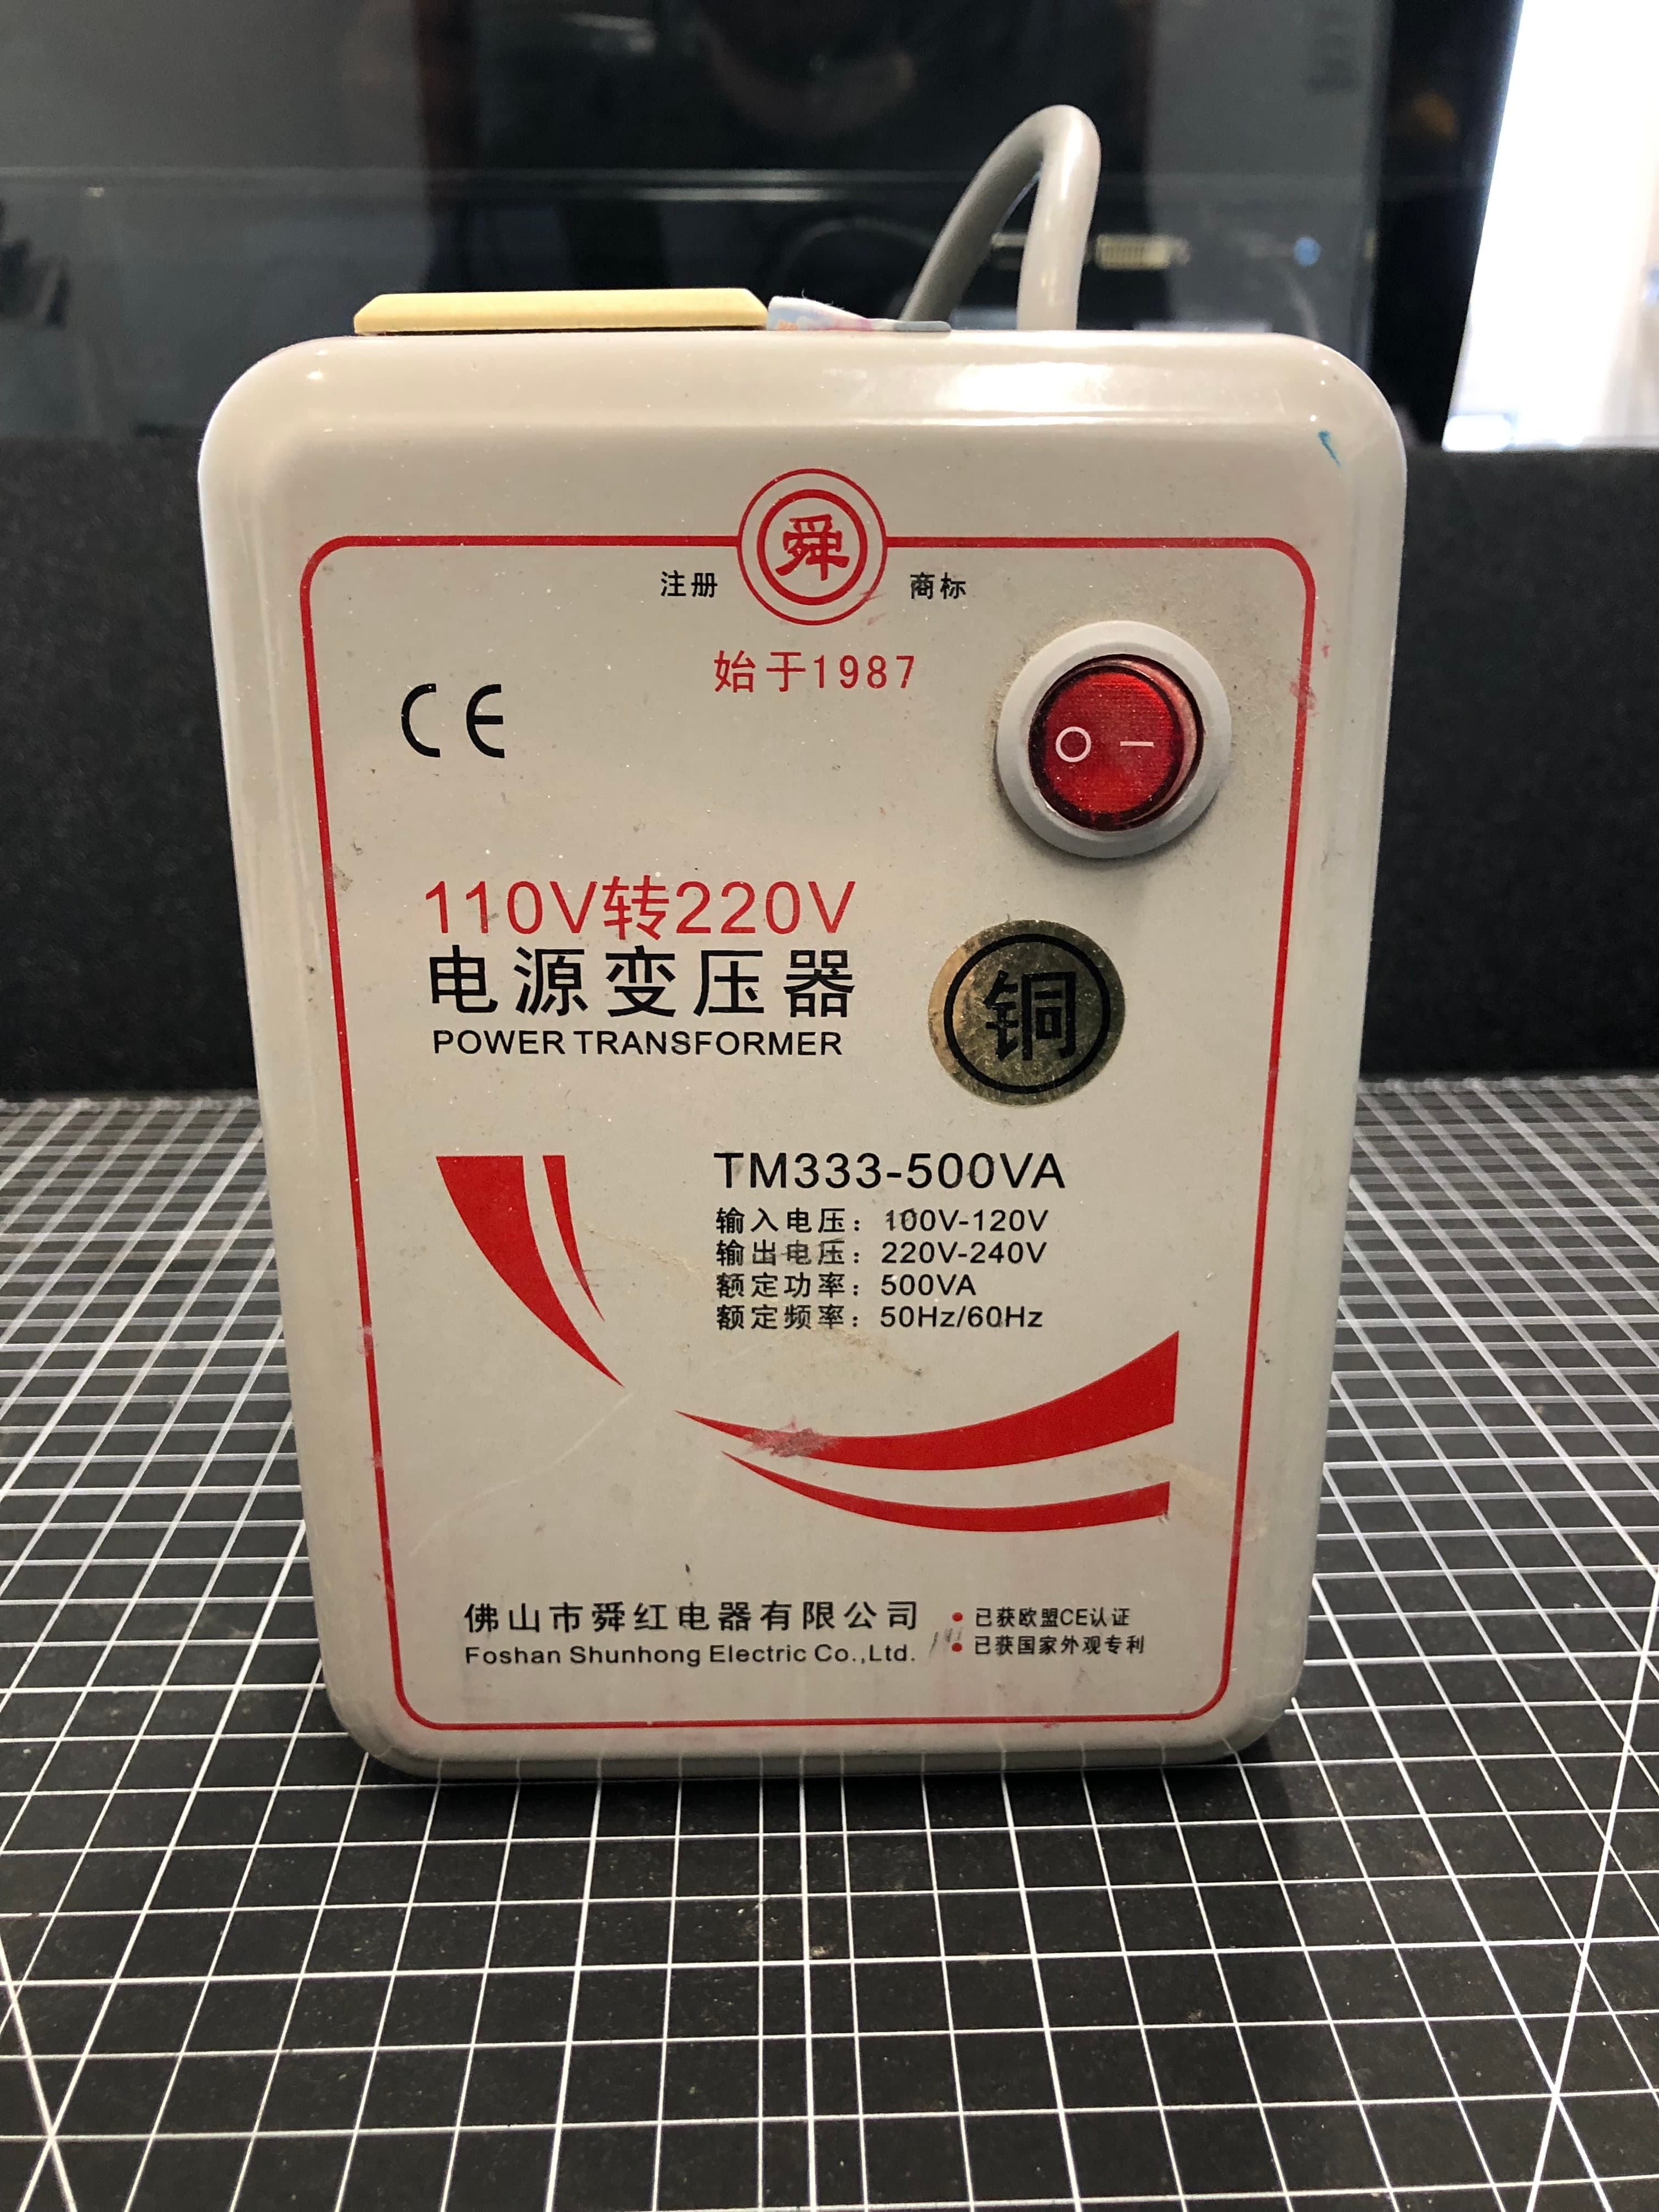 舜
注册 商标
始于1987
CE
O —
110V转220V
电源变压器
POWER TRANSFORMER
铜
TM333-500VA
输入电压：100V-120V
输出电压：220V-240V
额定功率：500VA
额定频率：50Hz/60Hz
佛山市舜红电器有限公司
Foshan Shunhong Electric Co.,Ltd.
• 已获欧盟CE认证
• 已获国家外观专利